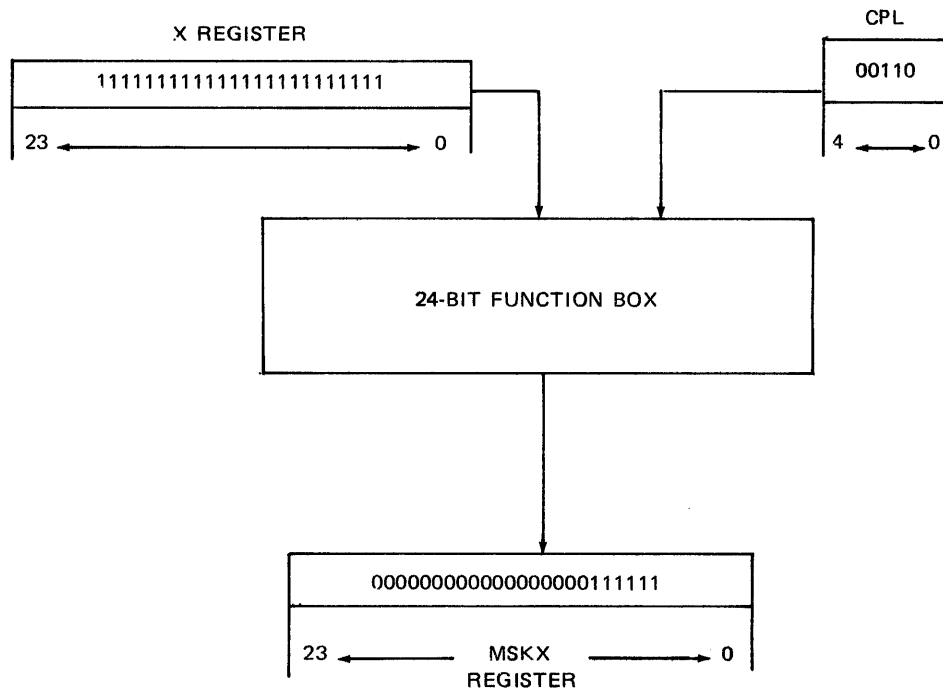 CPL
X REGISTER
111111111111111111111111
00110
23 0
4 0
24-BIT FUNCTION BOX
000000000000000000111111
23 MSKX 0
REGISTER